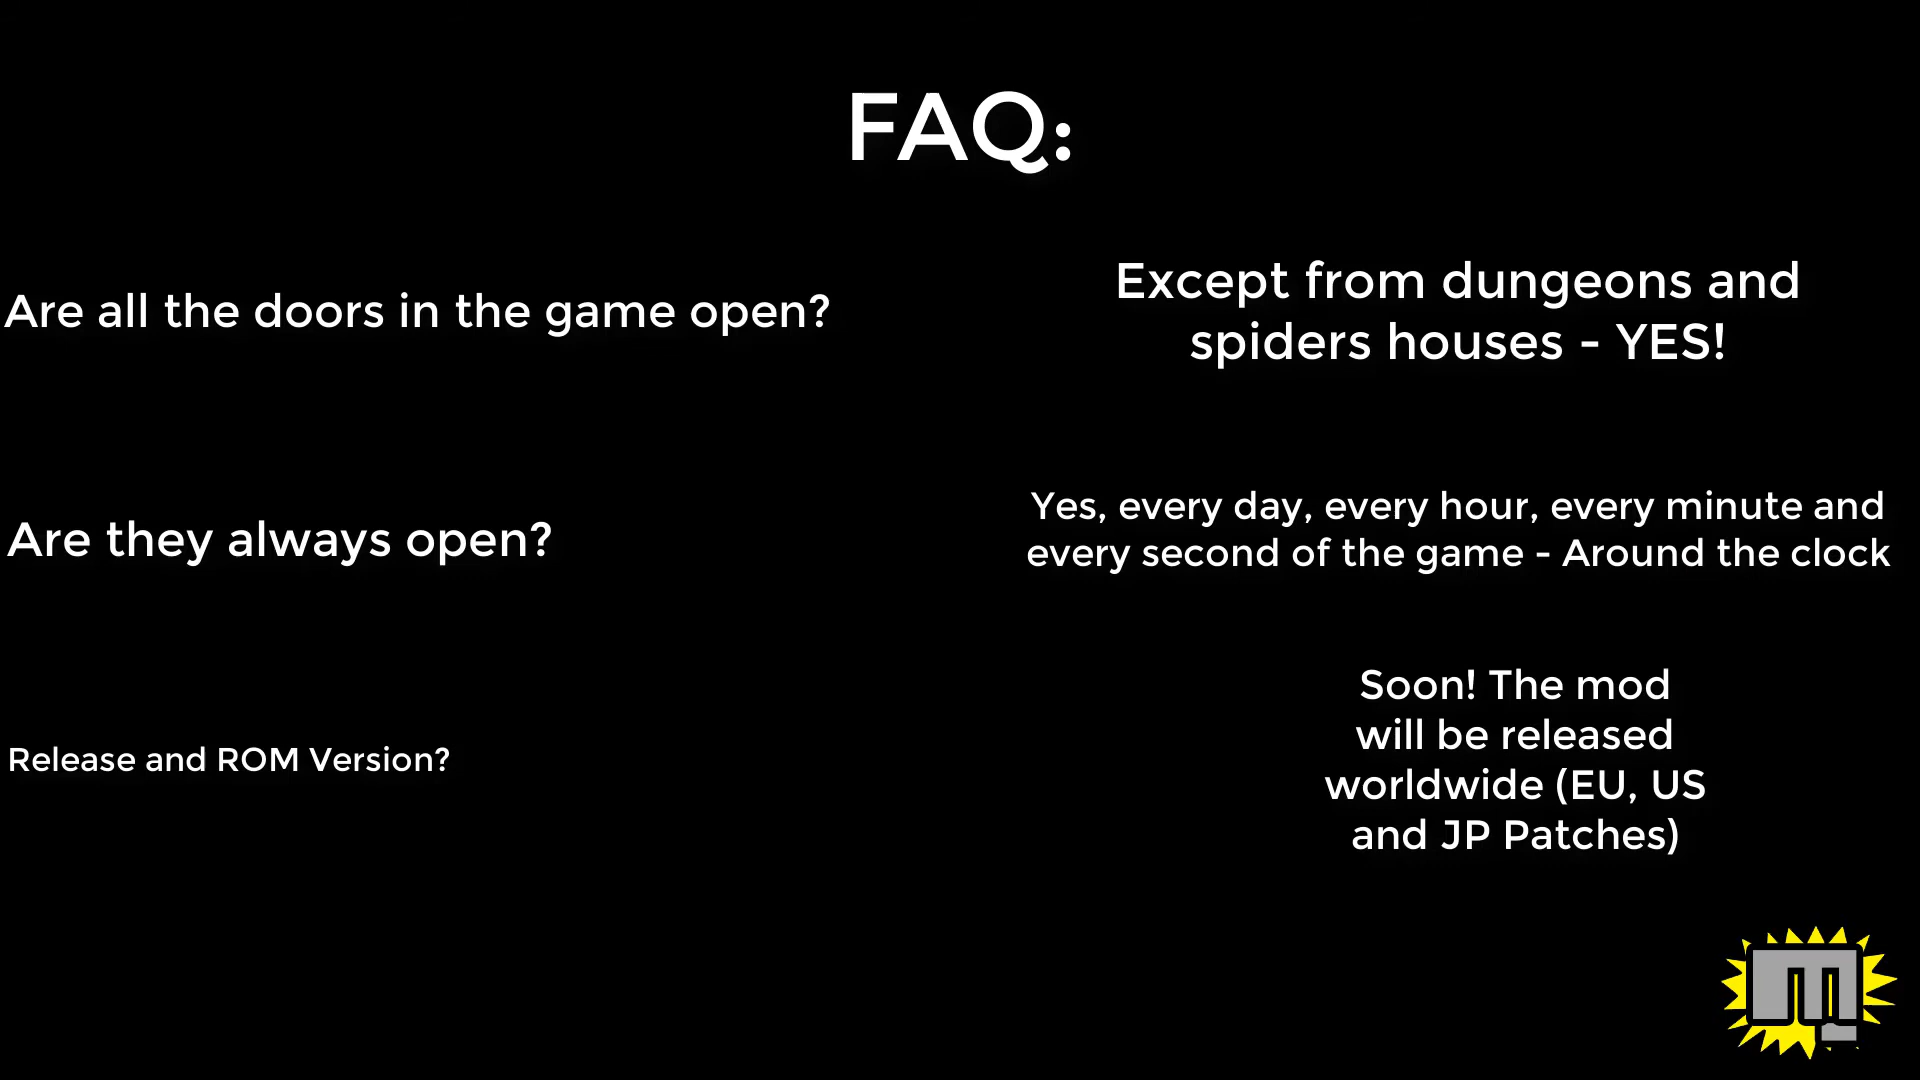 FAQ:
Are all the doors in the game open?
Except from dungeons and
spiders houses - YES!
Are they always open?
Yes, every day, every hour, every minute and
every second of the game - Around the clock
Release and ROM Version?
Soon! The mod
will be released
worldwide (EU, US
and JP Patches)